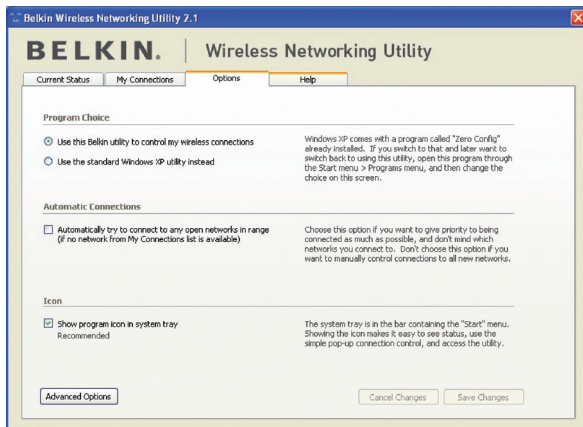 Belkin Wireless Networking Utility 2.1
BELKIN. Wireless Networking Utility
Current Status My Connections Options Help
Program Choice
Use this Belkin utility to control my wireless connections
Use the standard Windows XP utility instead
Windows XP comes with a program called "Zero Config"
already installed. If you switch to that and later want to
switch back to using this utility, open this program through
the Start menu > Programs menu, and then change the
choice on this screen.
Automatic Connections
Automatically try to connect to any open networks in range
(if no network from My Connections list is available)
Choose this option if you want to give priority to being
connected as much as possible, and don't mind which
networks you connect to. Don't choose this option if you
want to manually control connections to all new networks.
Icon
Show program icon in system tray
Recommended
The system tray is in the bar containing the "Start" menu.
Showing the icon makes it easy to see status, use the
simple pop-up connection control, and access the utility.
Advanced Options Cancel Changes Save Changes